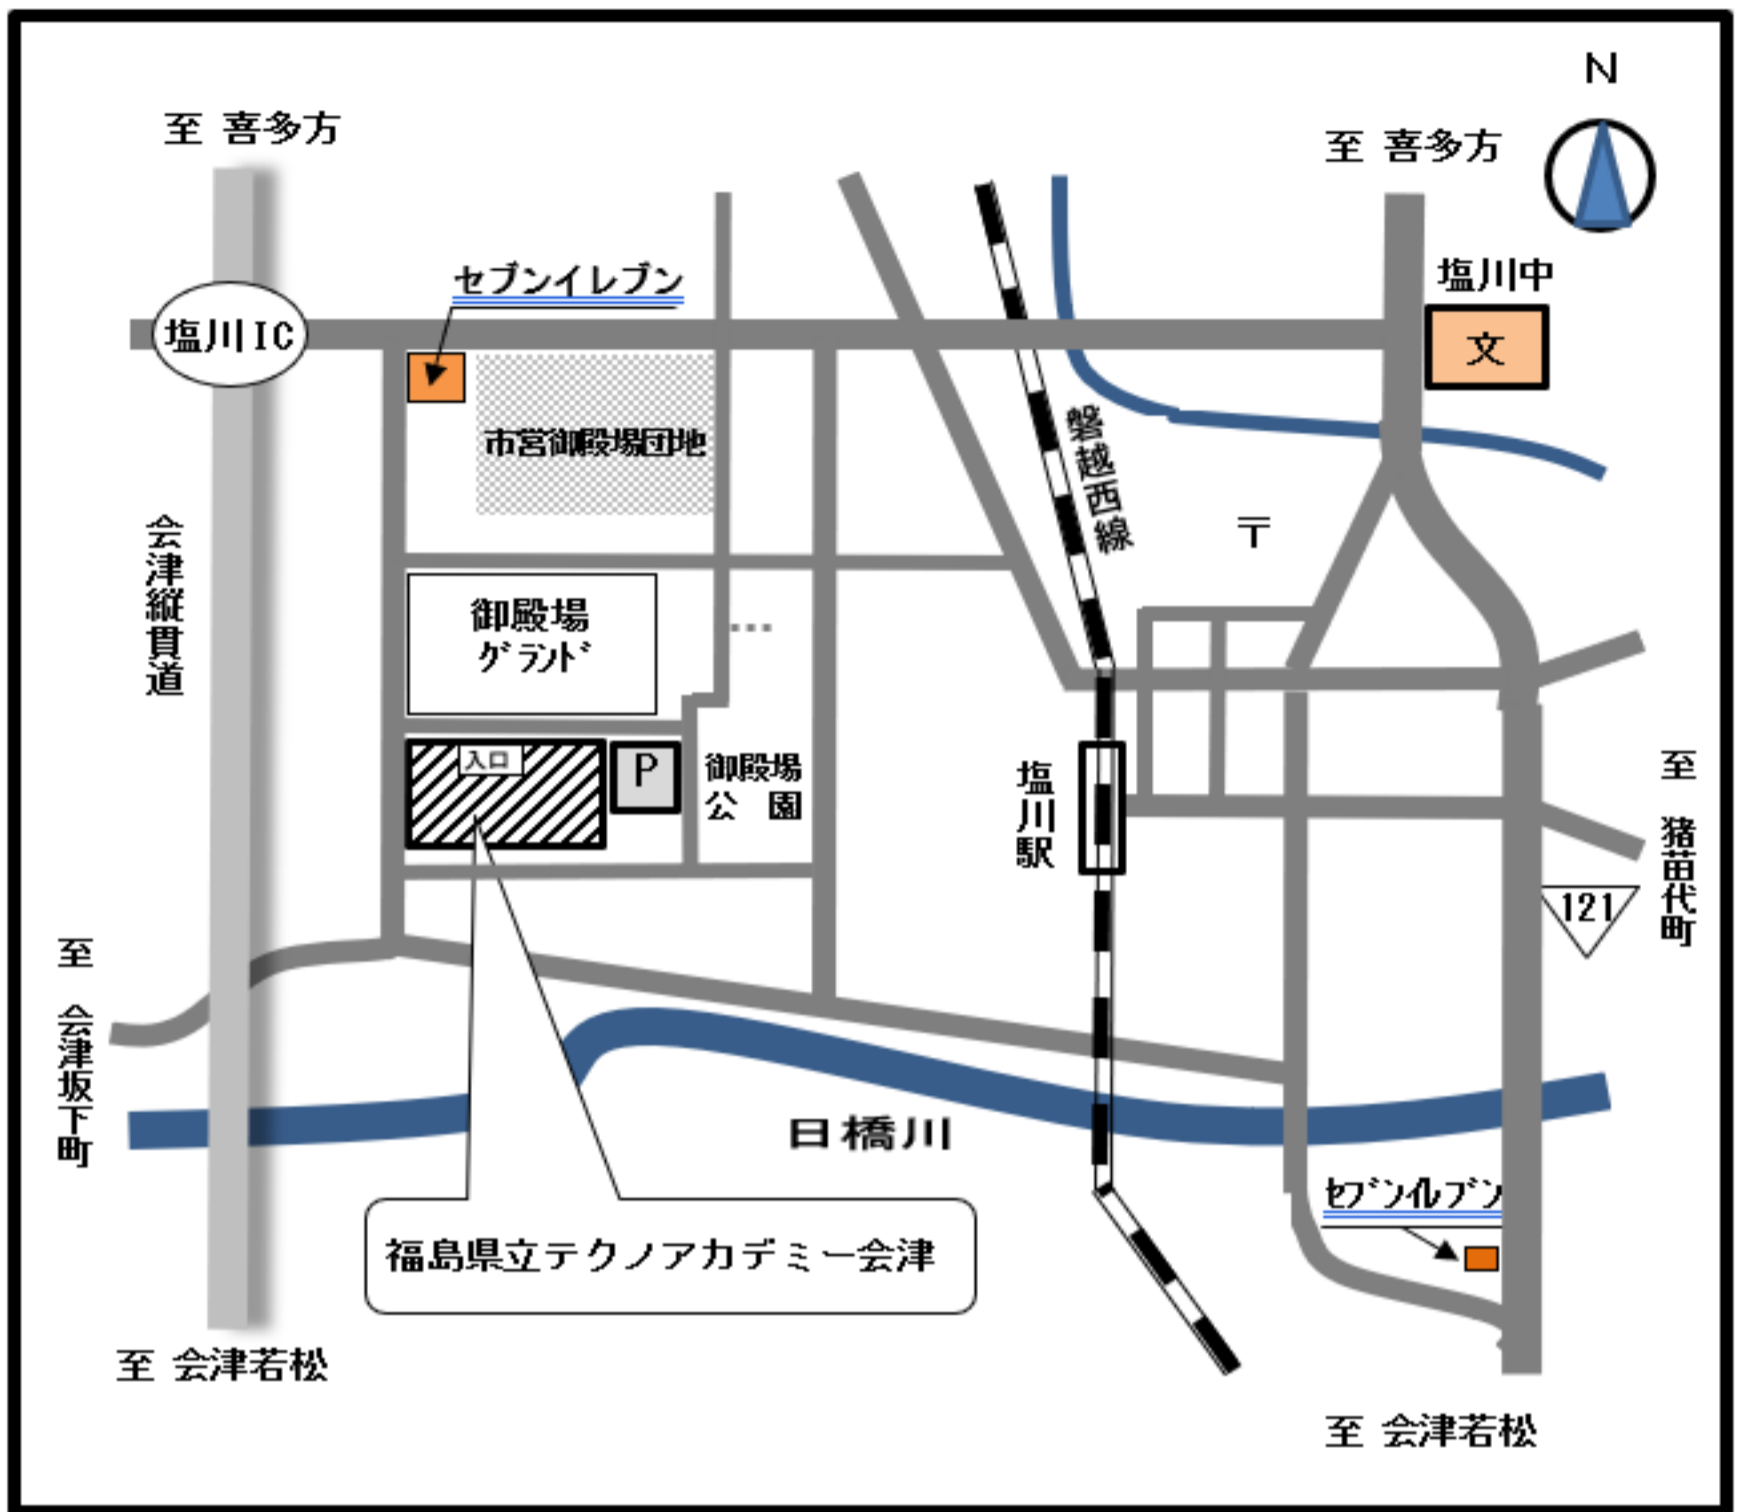 N
至 喜多方
至 喜多方
セブンイレブン
塩川中
塩川IC
文
市営御殿場団地
磐越西線
〒
会津縦貫道
御殿場
グランド
入口
P
御殿場
公 園
塩川駅
至 猪苗代町
121
至 会津坂下町
日橋川
セブンイレブン
福島県立テクノアカデミー会津
至 会津若松
至 会津若松